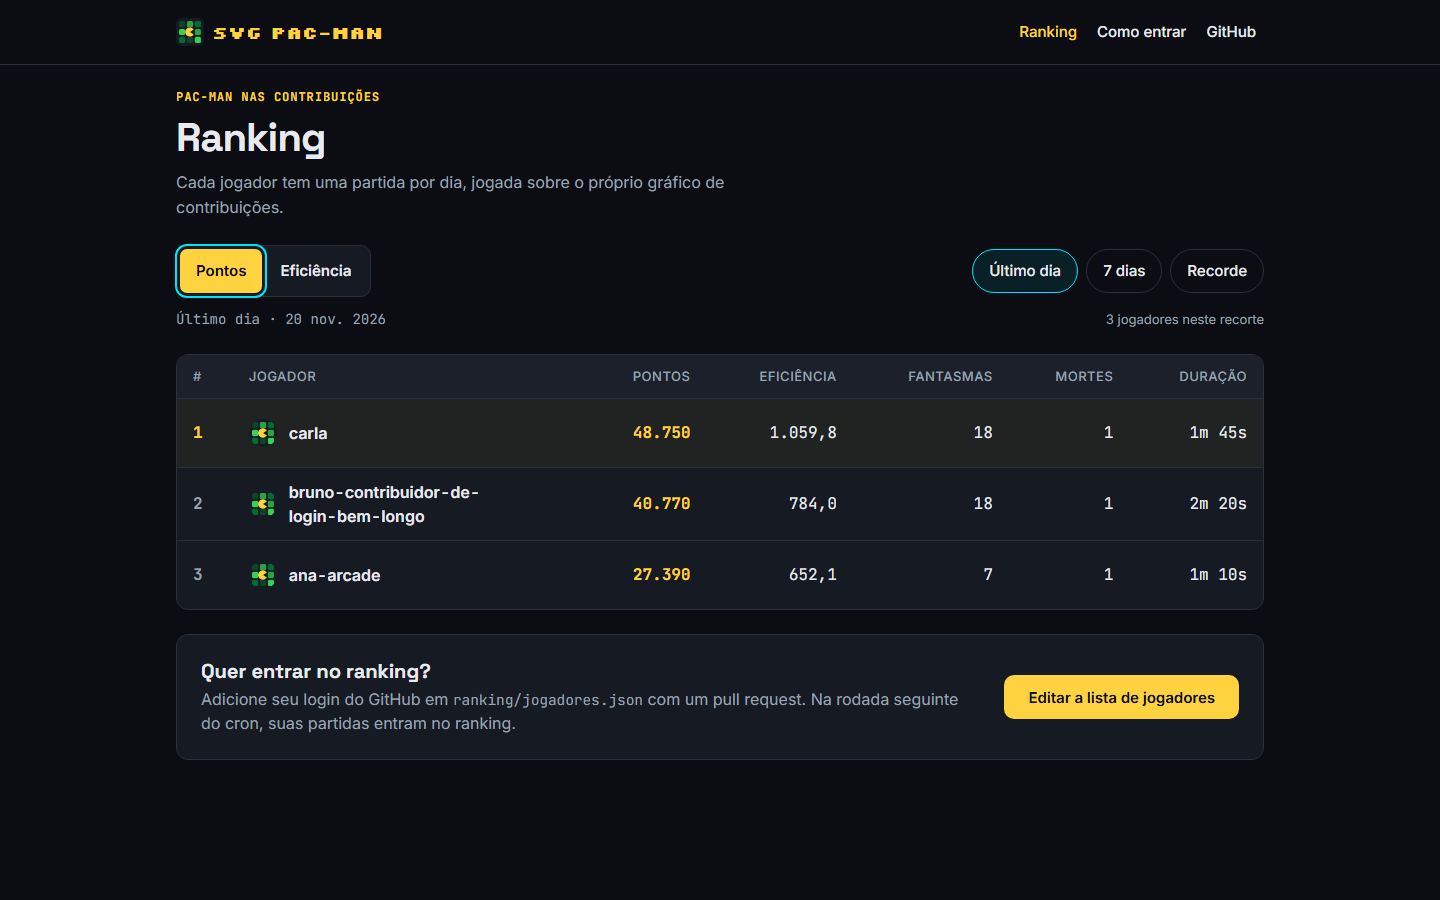 SVG PAC-MAN
Ranking Como entrar GitHub
PAC-MAN NAS CONTRIBUIÇÕES
Ranking
Cada jogador tem uma partida por dia, jogada sobre o próprio gráfico de
contribuições.
Pontos Eficiência
Último dia 7 dias Recorde
Último dia · 20 nov. 2026
3 jogadores neste recorte
# JOGADOR PONTOS EFICIÊNCIA FANTASMAS MORTES DURAÇÃO
1 carla 48.750 1.059,8 18 1 1m 45s
2 bruno-contribuidor-de- 40.770 784,0 18 1 2m 20s
login-bem-longo
3 ana-arcade 27.390 652,1 7 1 1m 10s
Quer entrar no ranking?
Adicione seu login do GitHub em ranking/jogadores.json com um pull request. Na rodada seguinte
do cron, suas partidas entram no ranking.
Editar a lista de jogadores